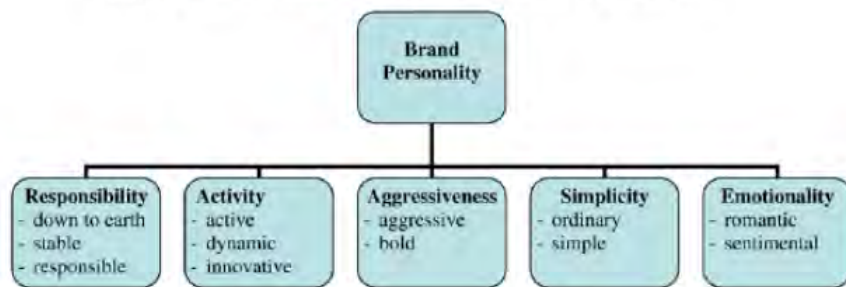 Brand
Personality
Responsibility
- down to earth
- stable
- responsible
Activity
- active
- dynamic
- innovative
Aggressiveness
- aggressive
- bold
Simplicity
- ordinary
- simple
Emotionality
- romantic
- sentimental